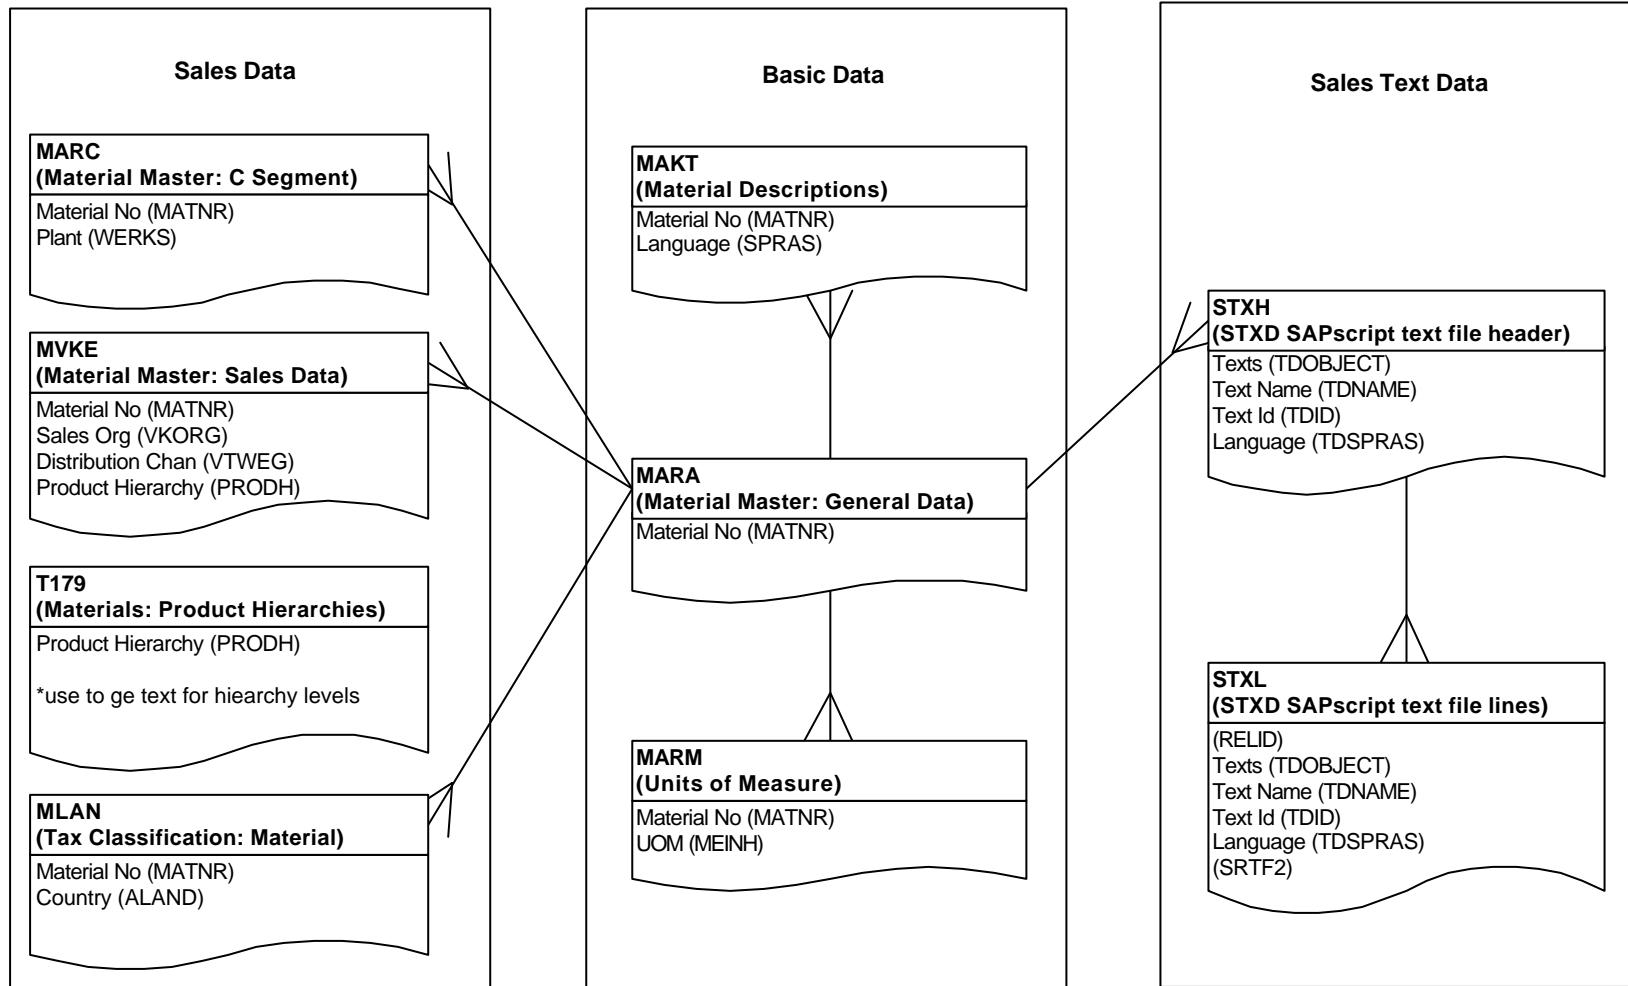 Sales Data
MARC
(Material Master: C Segment)
Material No (MATNR)
Plant (WERKS)
MVKE
(Material Master: Sales Data)
Material No (MATNR)
Sales Org (VKORG)
Distribution Chan (VTWEG)
Product Hierarchy (PRODH)
T179
(Materials: Product Hierarchies)
Product Hierarchy (PRODH)
*use to ge text for hiearchy levels
MLAN
(Tax Classification: Material)
Material No (MATNR)
Country (ALAND)
Basic Data
MAKT
(Material Descriptions)
Material No (MATNR)
Language (SPRAS)
MARA
(Material Master: General Data)
Material No (MATNR)
MARM
(Units of Measure)
Material No (MATNR)
UOM (MEINH)
Sales Text Data
STXH
(STXD SAPscript text file header)
Texts (TDOBJECT)
Text Name (TDNAME)
Text Id (TDID)
Language (TDSPRAS)
STXL
(STXD SAPscript text file lines)
(RELID)
Texts (TDOBJECT)
Text Name (TDNAME)
Text Id (TDID)
Language (TDSPRAS)
(SRTF2)